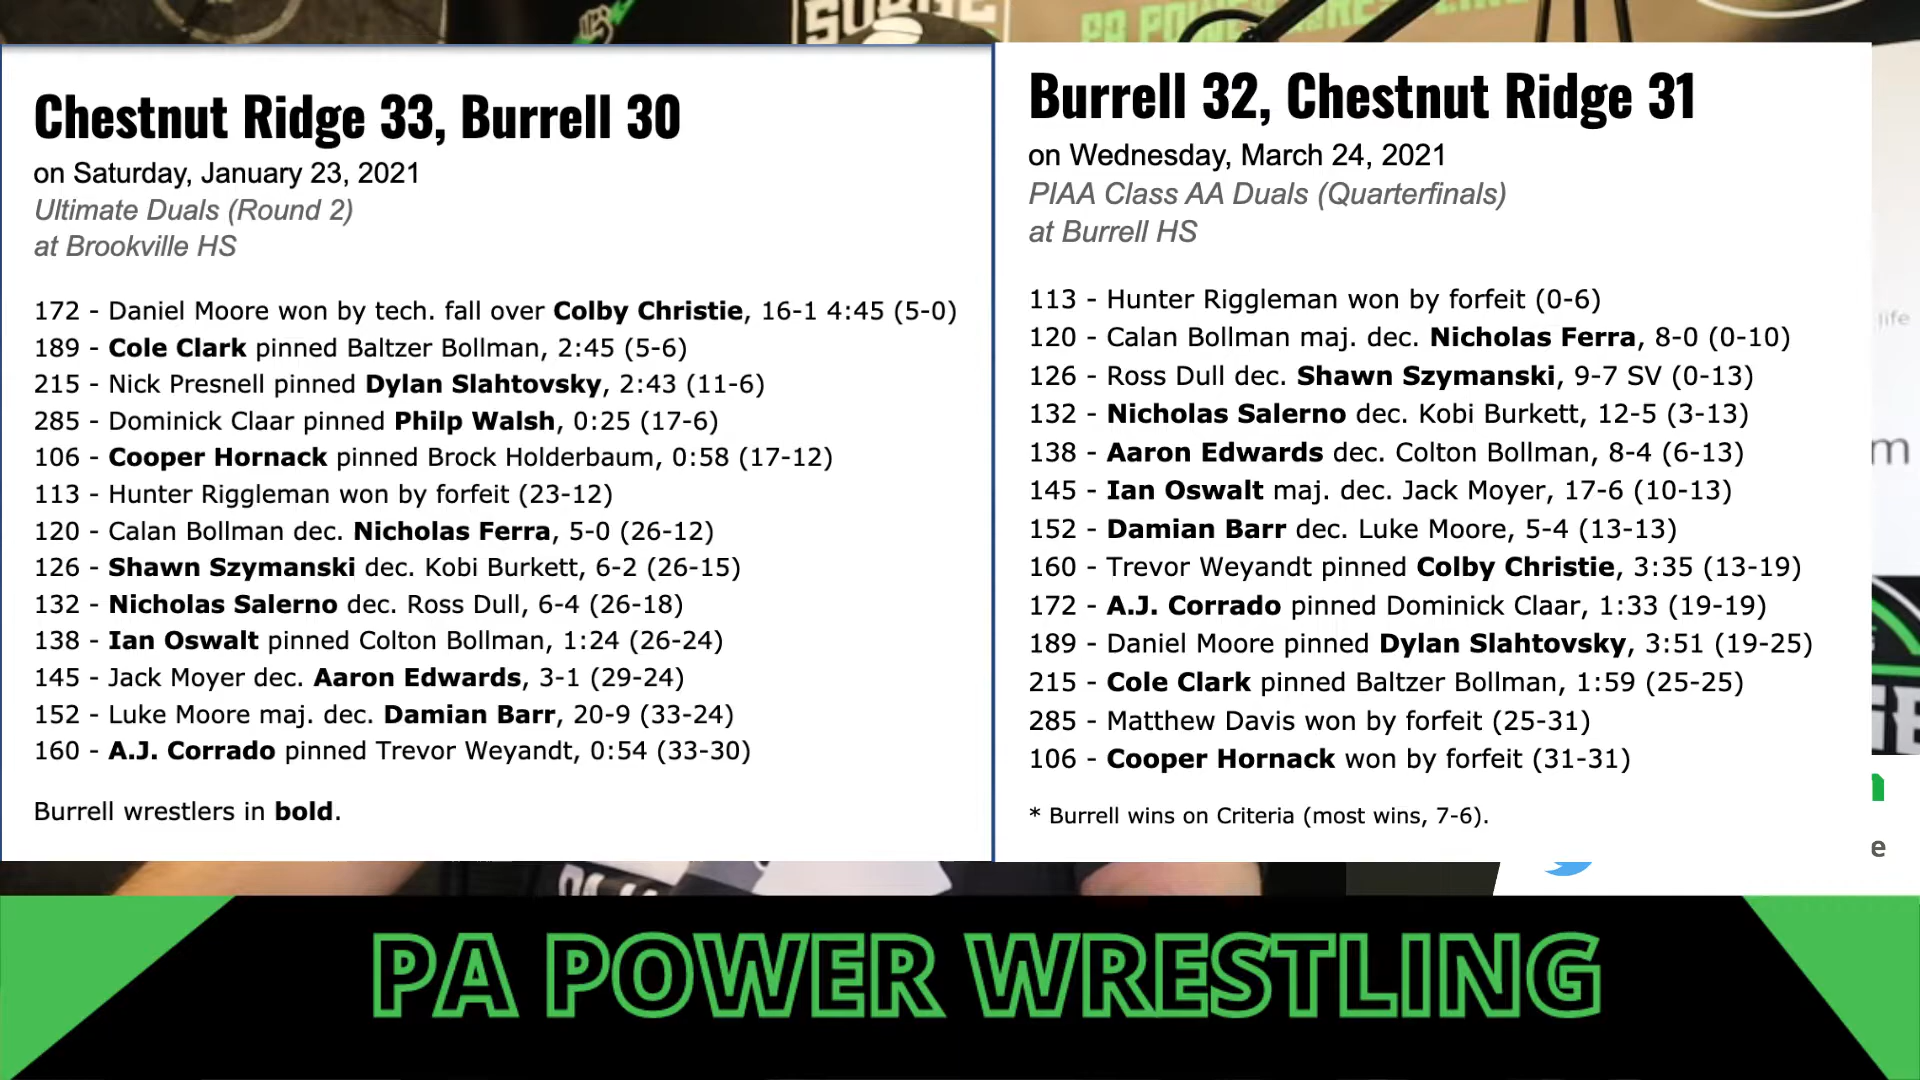 SURGE
PA POWER WRESTLING
Chestnut Ridge 33, Burrell 30
on Saturday, January 23, 2021
Ultimate Duals (Round 2)
at Brookville HS
172 - Daniel Moore won by tech. fall over Colby Christie, 16-1 4:45 (5-0)
189 - Cole Clark pinned Baltzer Bollman, 2:45 (5-6)
215 - Nick Presnell pinned Dylan Slahtovsky, 2:43 (11-6)
285 - Dominick Claar pinned Philp Walsh, 0:25 (17-6)
106 - Cooper Hornack pinned Brock Holderbaum, 0:58 (17-12)
113 - Hunter Riggleman won by forfeit (23-12)
120 - Calan Bollman dec. Nicholas Ferra, 5-0 (26-12)
126 - Shawn Szymanski dec. Kobi Burkett, 6-2 (26-15)
132 - Nicholas Salerno dec. Ross Dull, 6-4 (26-18)
138 - Ian Oswalt pinned Colton Bollman, 1:24 (26-24)
145 - Jack Moyer dec. Aaron Edwards, 3-1 (29-24)
152 - Luke Moore maj. dec. Damian Barr, 20-9 (33-24)
160 - A.J. Corrado pinned Trevor Weyandt, 0:54 (33-30)
Burrell wrestlers in bold.
Burrell 32, Chestnut Ridge 31
on Wednesday, March 24, 2021
PIAA Class AA Duals (Quarterfinals)
at Burrell HS
113 - Hunter Riggleman won by forfeit (0-6)
120 - Calan Bollman maj. dec. Nicholas Ferra, 8-0 (0-10)
126 - Ross Dull dec. Shawn Szymanski, 9-7 SV (0-13)
132 - Nicholas Salerno dec. Kobi Burkett, 12-5 (3-13)
138 - Aaron Edwards dec. Colton Bollman, 8-4 (6-13)
145 - Ian Oswalt maj. dec. Jack Moyer, 17-6 (10-13)
152 - Damian Barr dec. Luke Moore, 5-4 (13-13)
160 - Trevor Weyandt pinned Colby Christie, 3:35 (13-19)
172 - A.J. Corrado pinned Dominick Claar, 1:33 (19-19)
189 - Daniel Moore pinned Dylan Slahtovsky, 3:51 (19-25)
215 - Cole Clark pinned Baltzer Bollman, 1:59 (25-25)
285 - Matthew Davis won by forfeit (25-31)
106 - Cooper Hornack won by forfeit (31-31)
* Burrell wins on Criteria (most wins, 7-6).
life
m
e
PA POWER WRESTLING